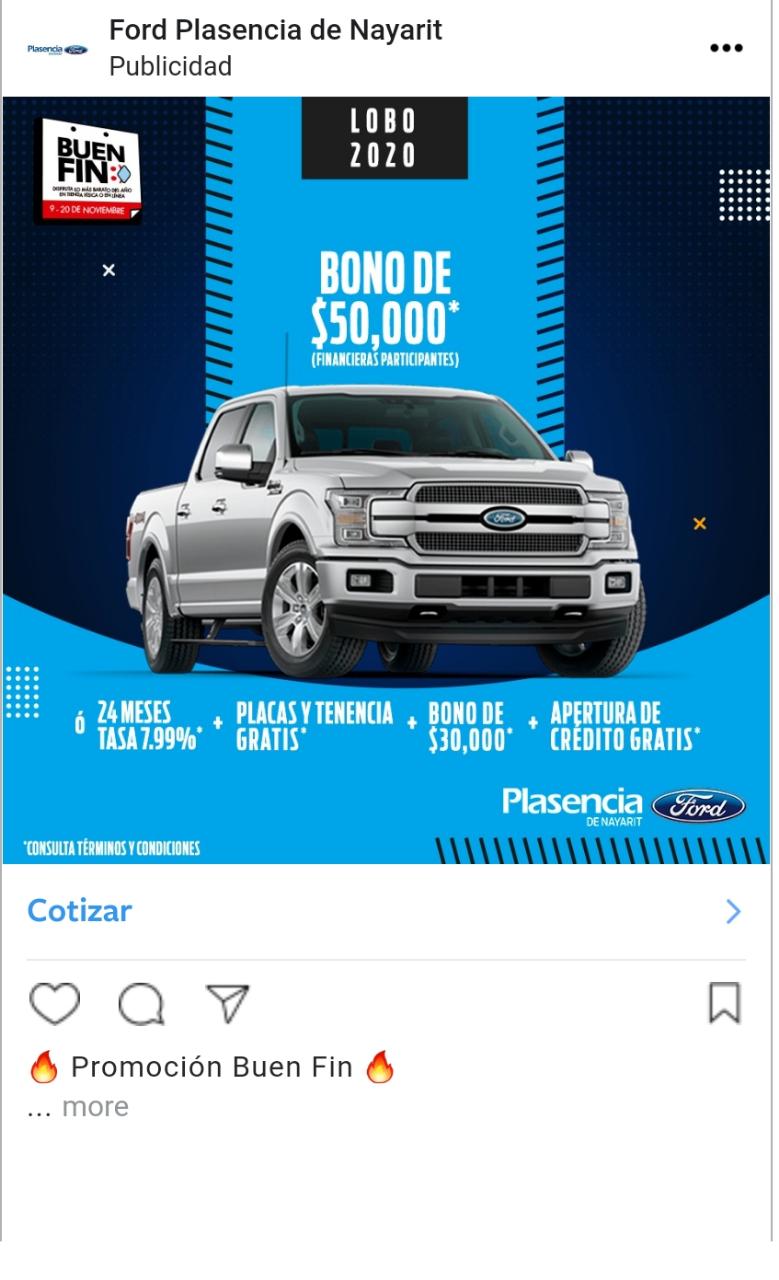 Ford Plasencia de Nayarit
Publicidad
Plasencia Ford
LOBO
2020
BUEN
FIN
DISFRUTA LO MÁS BARATO DEL AÑO
EN TIENDA FÍSICA O EN LÍNEA
9 - 20 DE NOVIEMBRE
BONO DE
$50,000*
(FINANCIERAS PARTICIPANTES)
Ford
ó 24 MESES TASA 7.99%* + PLACAS Y TENENCIA GRATIS* + BONO DE $30,000* + APERTURA DE CRÉDITO GRATIS*
Plasencia Ford
DE NAYARIT
*CONSULTA TÉRMINOS Y CONDICIONES
Cotizar
🔥 Promoción Buen Fin 🔥
... more